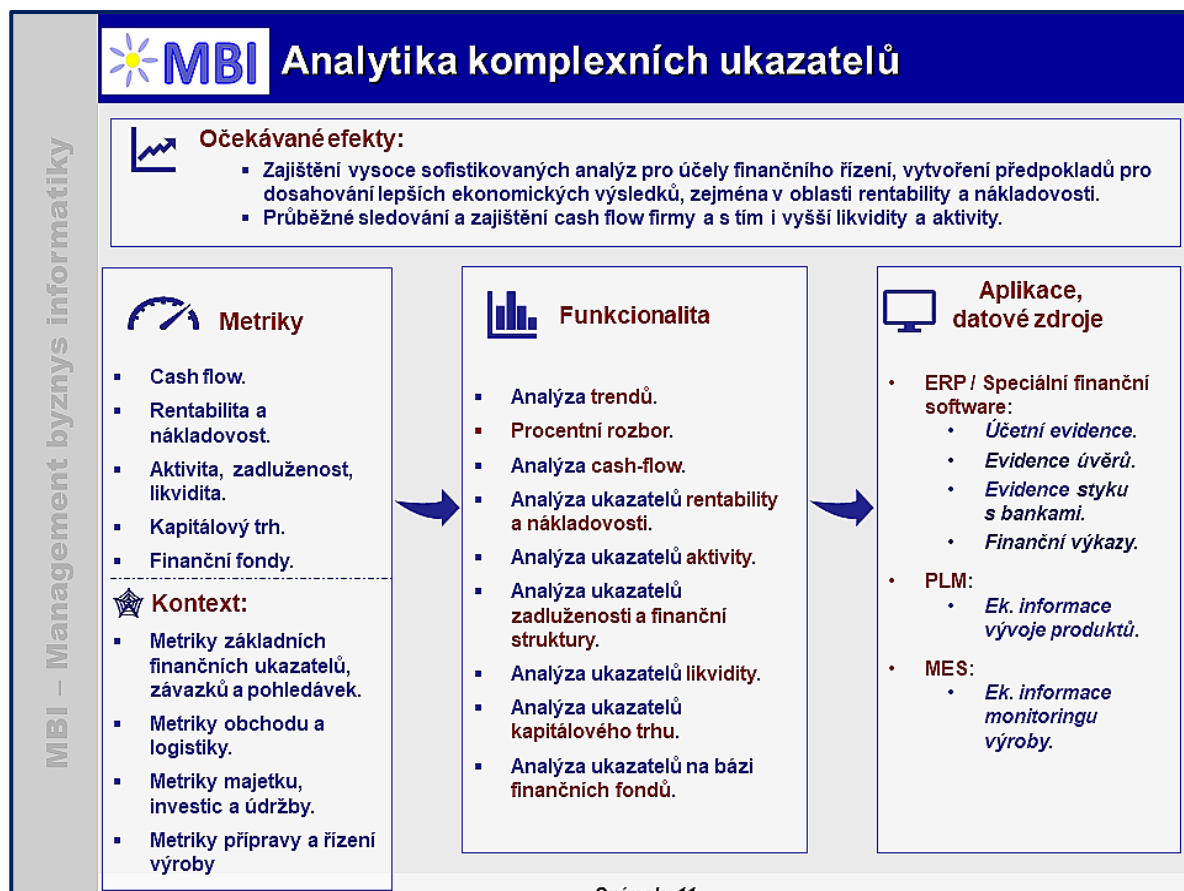 MBI – Management byznys informatiky
MBI
Analytika komplexních ukazatelů
Očekávané efekty:
▪ Zajištění vysoce sofistikovaných analýz pro účely finančního řízení, vytvoření předpokladů pro
dosahování lepších ekonomických výsledků, zejména v oblasti rentability a nákladovosti.
▪ Průběžné sledování a zajištění cash flow firmy a s tím i vyšší likvidity a aktivity.
Metriky
▪ Cash flow.
▪ Rentabilita a
nákladovost.
▪ Aktivita, zadluženost,
likvidita.
▪ Kapitálový trh.
▪ Finanční fondy.
Kontext:
▪ Metriky základních
finančních ukazatelů,
závazků a pohledávek.
▪ Metriky obchodu a
logistiky.
▪ Metriky majetku,
investic a údržby.
▪ Metriky přípravy a řízení
výroby
Funkcionalita
▪ Analýza trendů.
▪ Procentní rozbor.
▪ Analýza cash-flow.
▪ Analýza ukazatelů rentability
a nákladovosti.
▪ Analýza ukazatelů aktivity.
▪ Analýza ukazatelů
zadluženosti a finanční
struktury.
▪ Analýza ukazatelů likvidity.
▪ Analýza ukazatelů
kapitálového trhu.
▪ Analýza ukazatelů na bázi
finančních fondů.
Aplikace,
datové zdroje
• ERP / Speciální finanční
software:
• Účetní evidence.
• Evidence úvěrů.
• Evidence styku
s bankami.
• Finanční výkazy.
• PLM:
• Ek. informace
vývoje produktů.
• MES:
• Ek. informace
monitoringu
výroby.